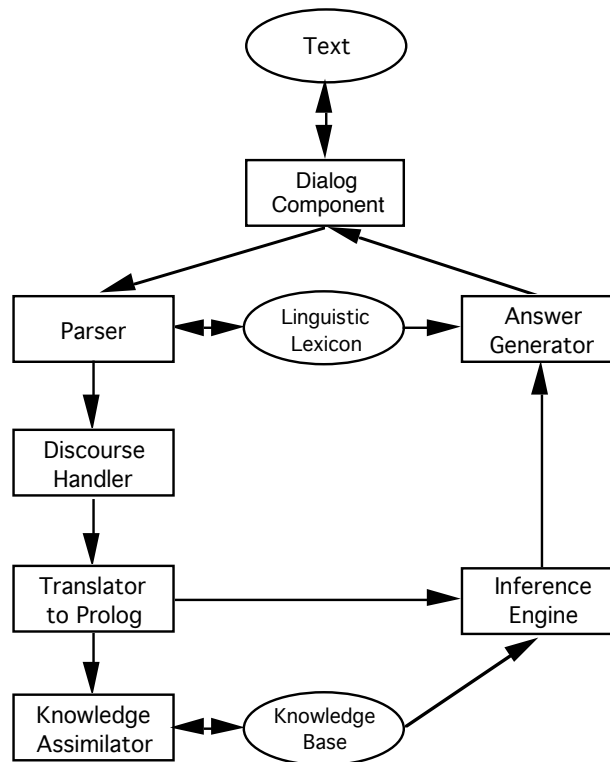 Text
Dialog
Component
Parser
Linguistic
Lexicon
Answer
Generator
Discourse
Handler
Translator
to Prolog
Inference
Engine
Knowledge
Assimilator
Knowledge
Base